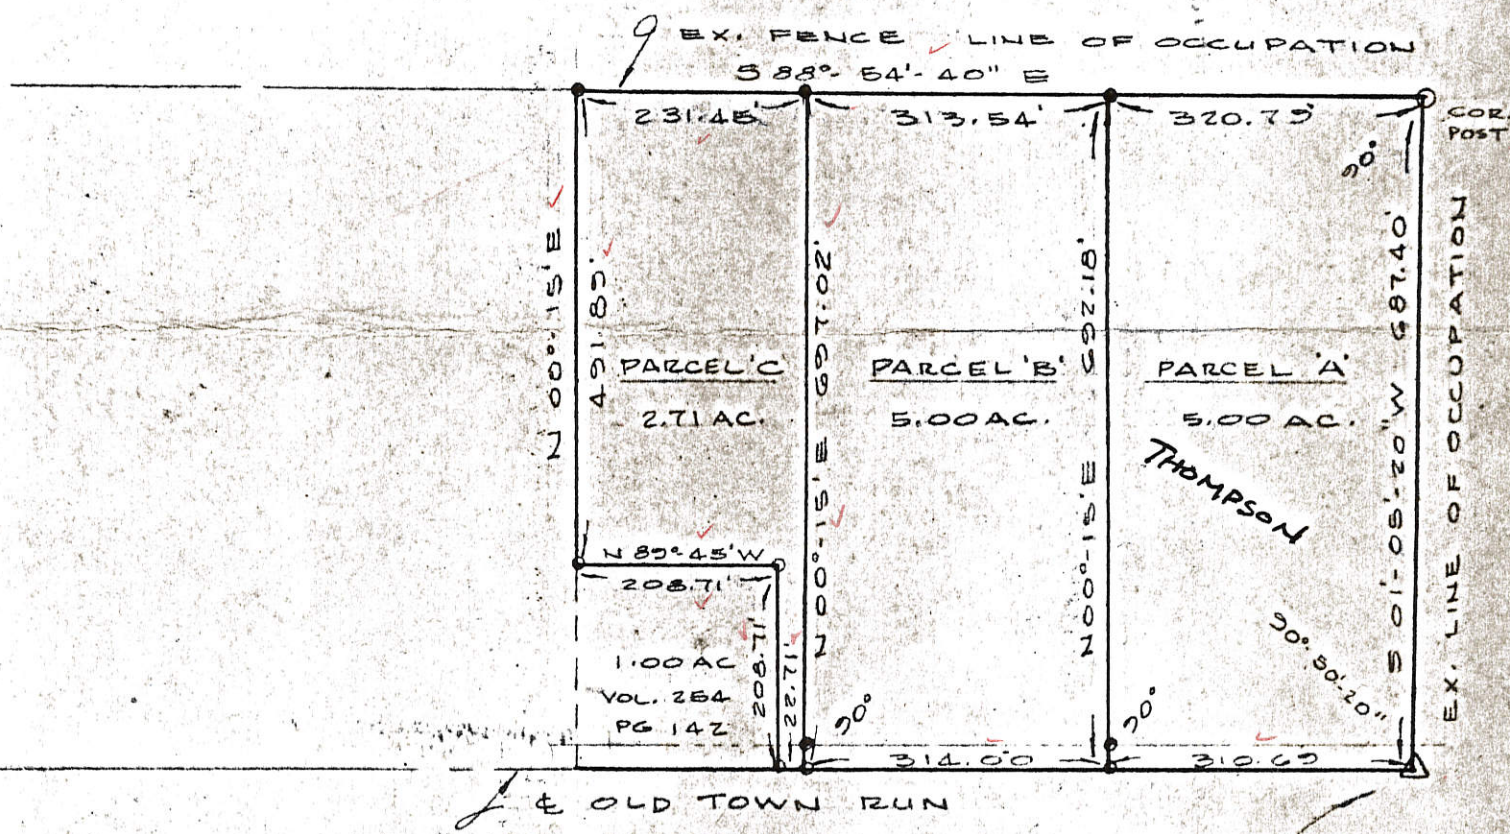 EX. FENCE LINE OF OCCUPATION
S 88°- 54'- 40" E
231.45'
313.54'
320.79'
COR
POST
90°
N 00°- 15' E
491.89'
PARCEL 'C
2.71 AC.
N 00°- 15' E 697.02'
PARCEL 'B'
5.00 AC.
N 00°- 15' E 692.18'
PARCEL 'A'
5.00 AC.
THOMPSON
S 01°- 05'- 20" W 687.40'
EX. LINE OF OCCUPATION
N 89°- 45' W
208.71'
208.71'
22.71'
1.00 AC
VOL. 254
PG 142
90°
90°
90°- 50'- 20"
314.00
310.69
℄ OLD TOWN RUN